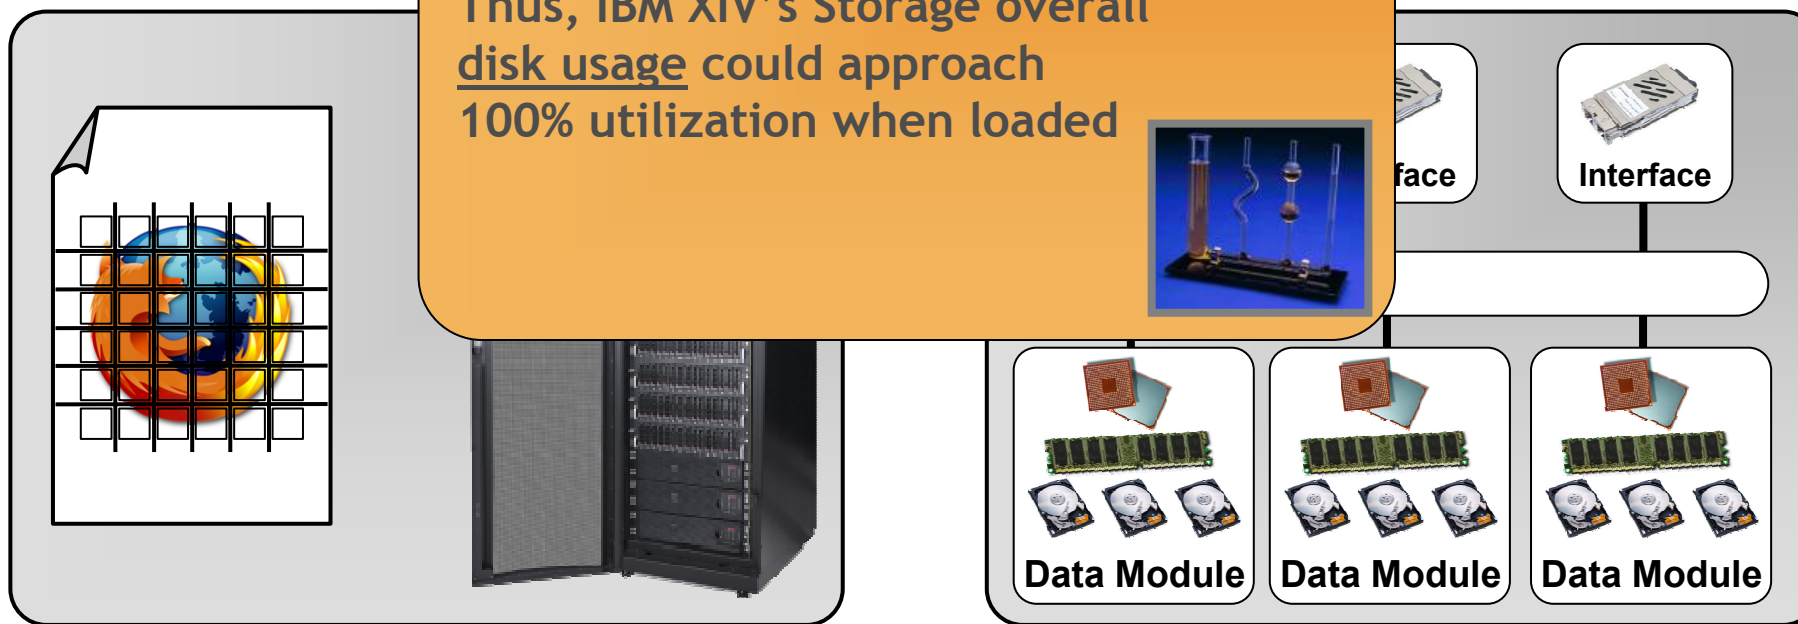 Thus, IBM XIV's Storage overall
disk usage could approach
100% utilization when loaded
face
Interface
Data Module
Data Module
Data Module